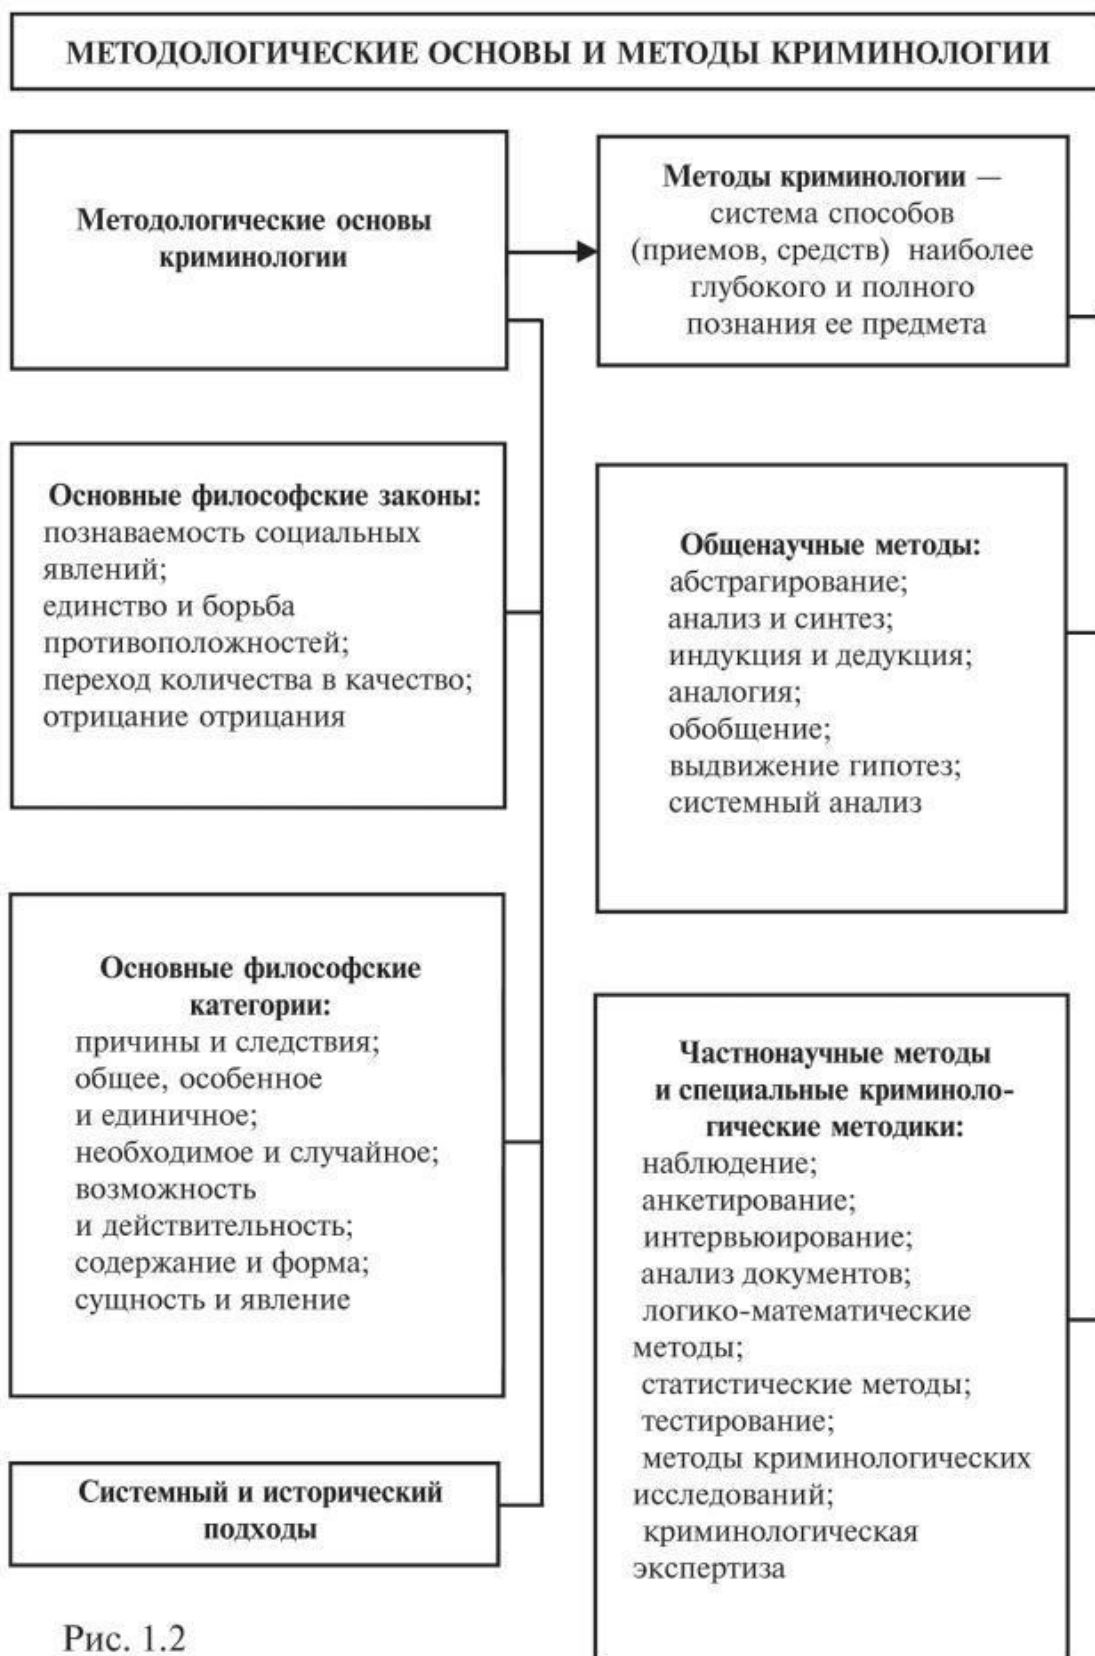 МЕТОДОЛОГИЧЕСКИЕ ОСНОВЫ И МЕТОДЫ КРИМИНОЛОГИИ
Методологические основы
криминологии
Методы криминологии —
система способов
(приемов, средств) наиболее
глубокого и полного
познания ее предмета
Основные философские законы:
познаваемость социальных
явлений;
единство и борьба
противоположностей;
переход количества в качество;
отрицание отрицания
Общенаучные методы:
абстрагирование;
анализ и синтез;
индукция и дедукция;
аналогия;
обобщение;
выдвижение гипотез;
системный анализ
Основные философские
категории:
причины и следствия;
общее, особенное
и единичное;
необходимое и случайное;
возможность
и действительность;
содержание и форма;
сущность и явление
Частнонаучные методы
и специальные криминоло-
гические методики:
наблюдение;
анкетирование;
интервьюирование;
анализ документов;
логико-математические
методы;
статистические методы;
тестирование;
методы криминологических
исследований;
криминологическая
экспертиза
Системный и исторический
подходы
Рис. 1.2